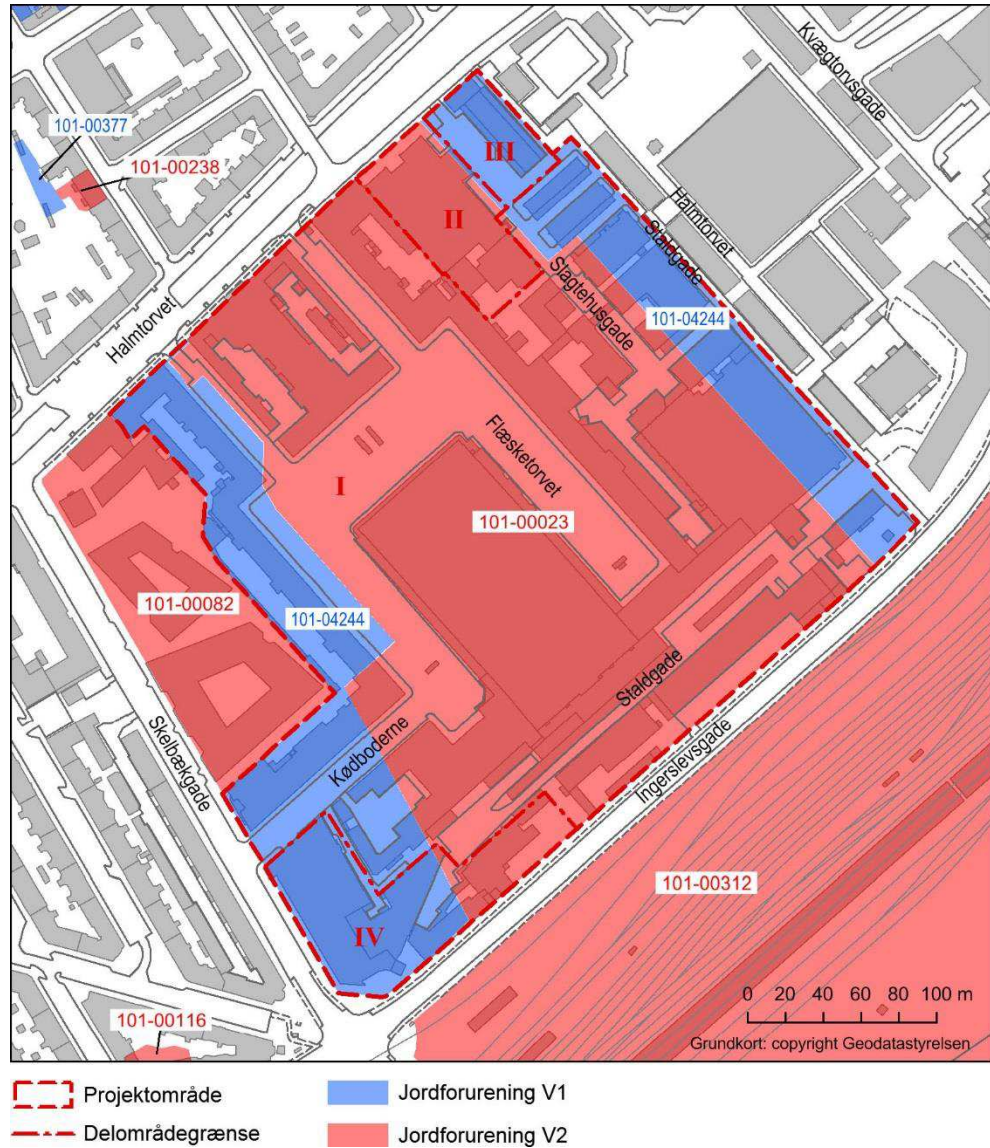 Kvægtorvsgade
101-00377
101-00238
III
II
Halmtorvet
Staldgade
Slagtehusgade
101-04244
Halmtorvet
Flæsketorvet
I
101-00023
101-00082
101-04244
Staldgade
Skelbækgade
Kødboderne
Ingerslevsgade
101-00312
IV
0 20 40 60 80 100 m
101-00116
Grundkort: copyright Geodatastyrelsen
Projektområde
Jordforurening V1
Delområdegrænse
Jordforurening V2